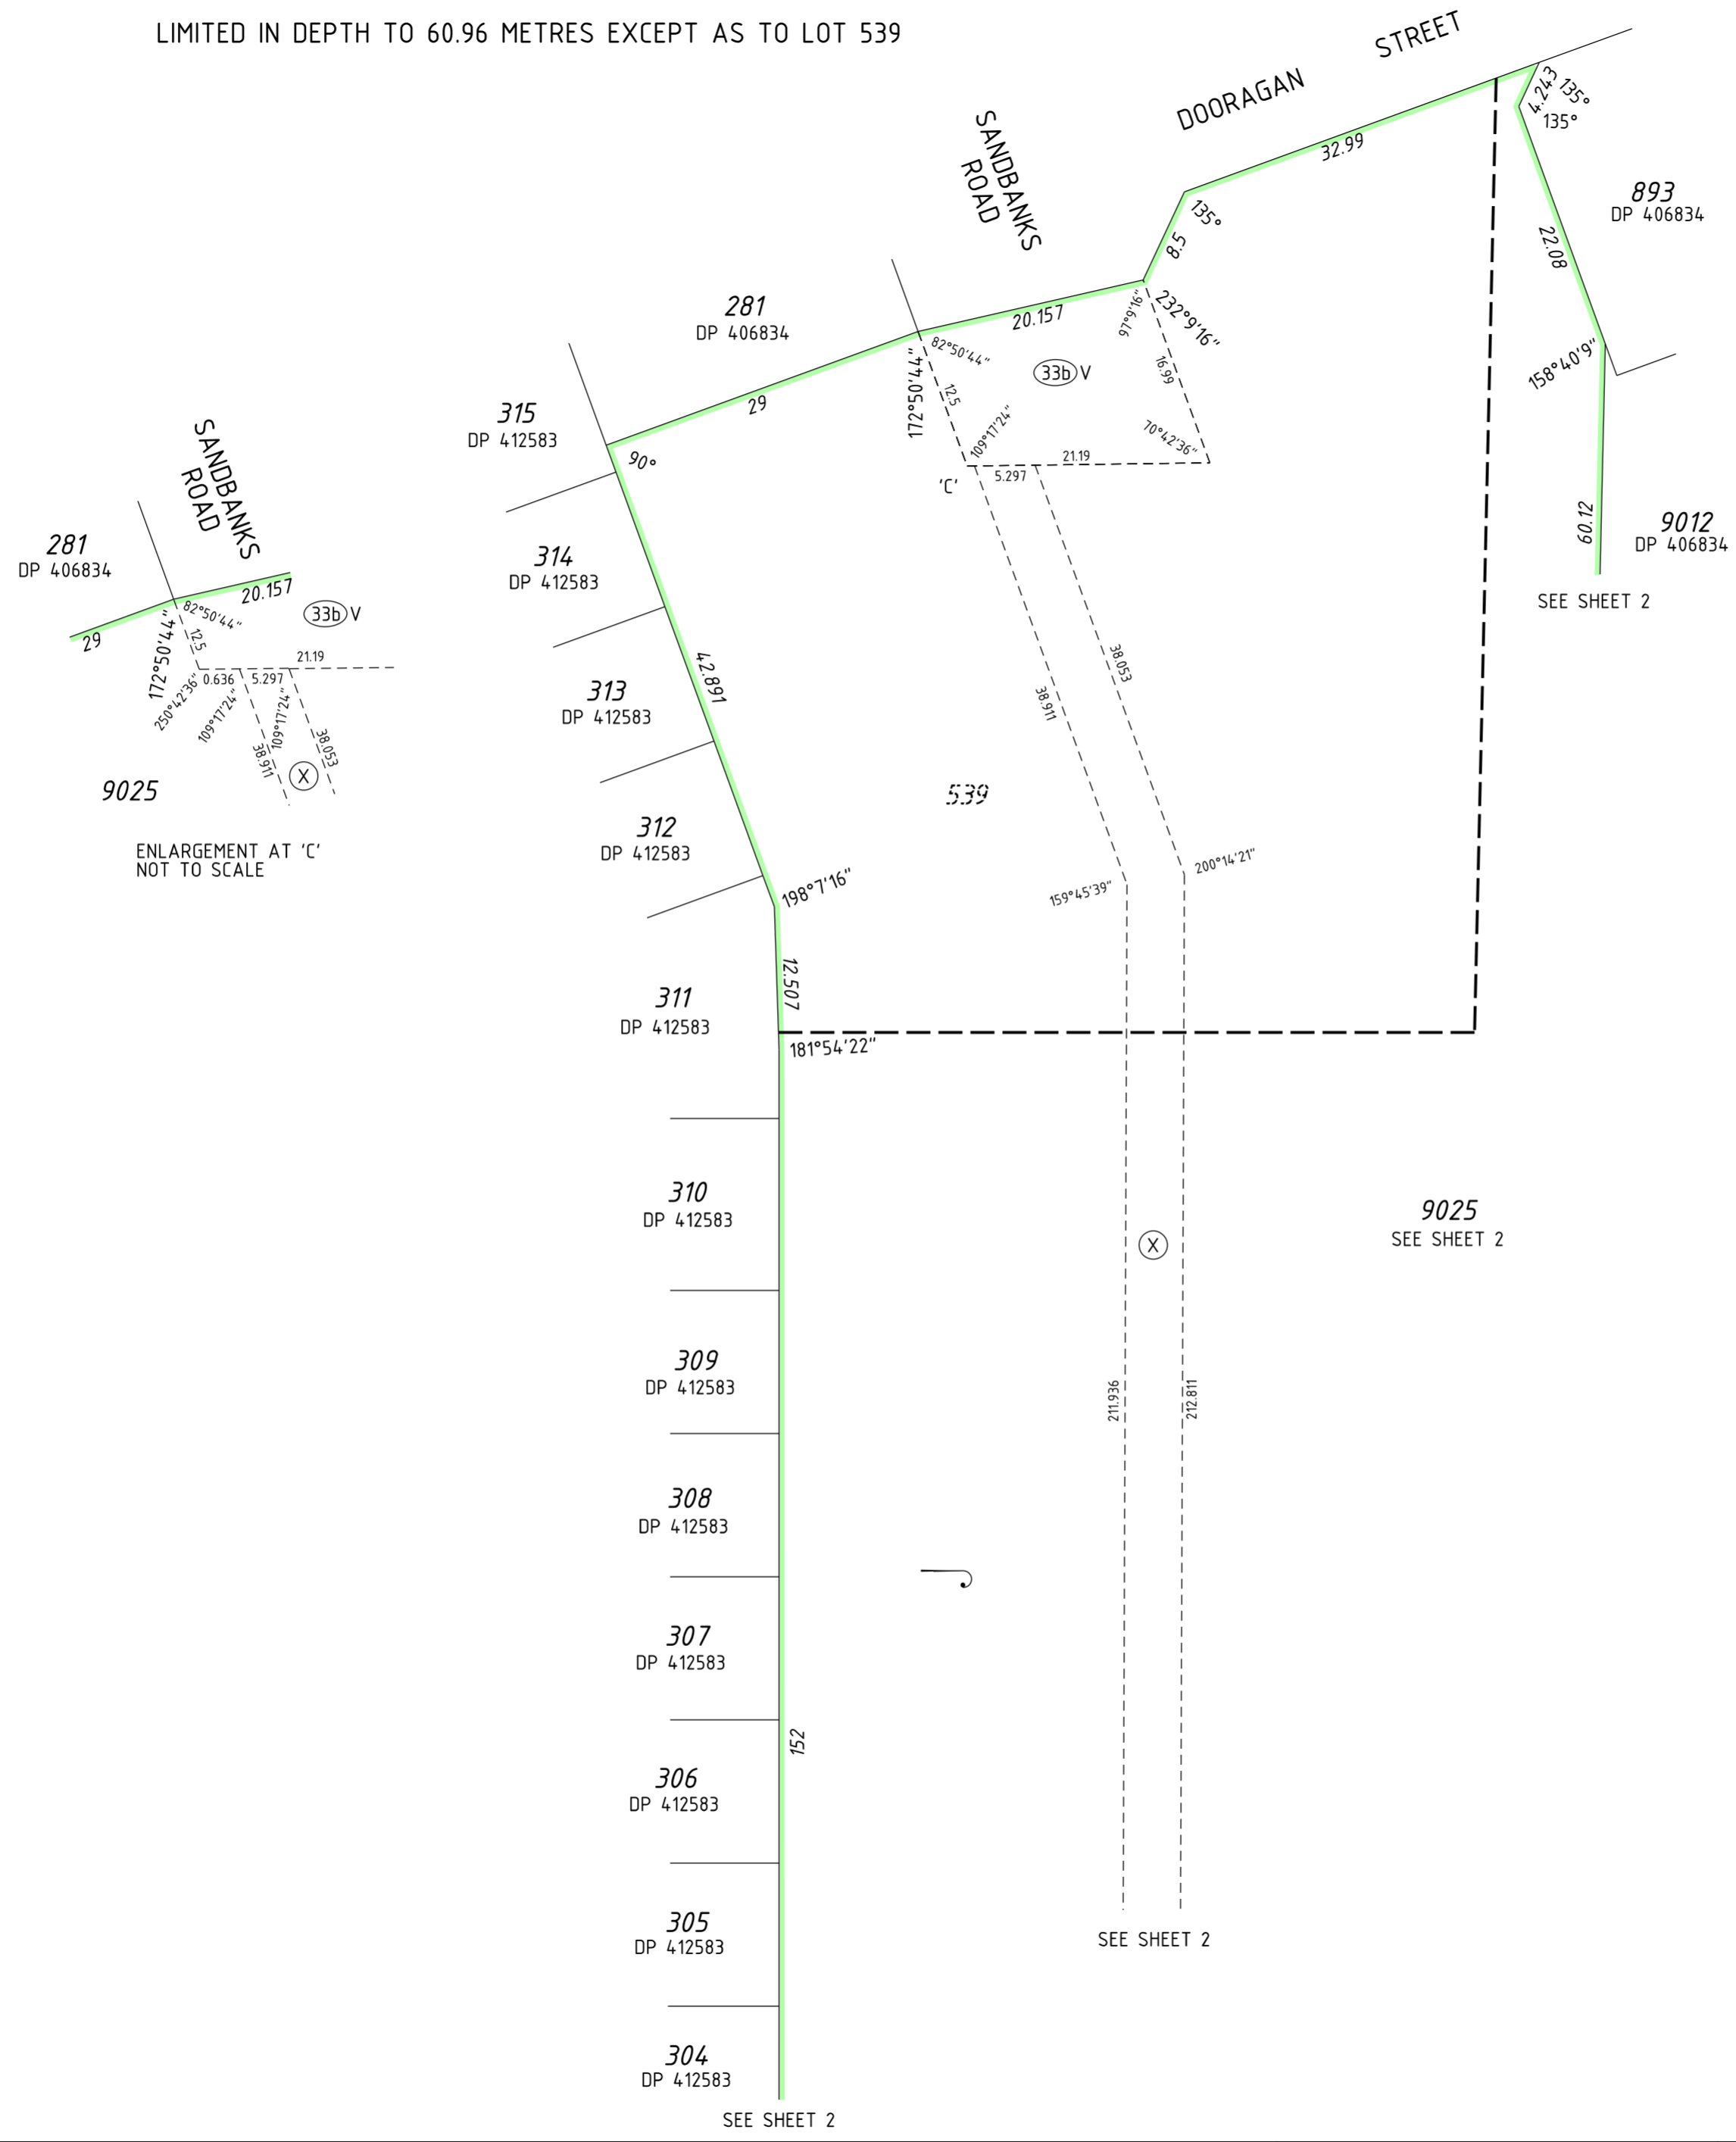 LIMITED IN DEPTH TO 60.96 METRES EXCEPT AS TO LOT 539
DOORAGAN STREET
4.243
135°
135°
32.99
SANDBANKS
ROAD
893
DP 406834
135°
8.5
22.08
281
DP 406834
20.157
97°9'16"
232°9'16"
82°50'44"
172°50'44"
33b V
16.99
158°40'9"
12.5
29
315
DP 412583
109°17'24"
70°42'36"
90°
21.19
5.297
'C'
SANDBANKS
ROAD
281
DP 406834
20.157
82°50'44"
33b V
29
172°50'44"
12.5
21.19
0.636
5.297
250°42'36"
109°17'24"
109°17'24"
38.911
38.053
X
9025
ENLARGEMENT AT 'C'
NOT TO SCALE
60.12
9012
DP 406834
SEE SHEET 2
314
DP 412583
42.891
38.053
38.911
313
DP 412583
539
312
DP 412583
198°7'16"
159°45'39"
200°14'21"
12.507
311
DP 412583
181°54'22"
310
DP 412583
9025
SEE SHEET 2
X
309
DP 412583
211.936
212.811
308
DP 412583
307
DP 412583
152
306
DP 412583
305
DP 412583
SEE SHEET 2
304
DP 412583
SEE SHEET 2